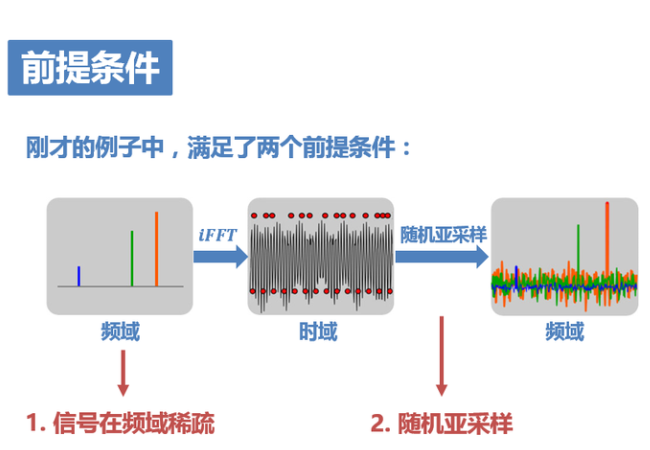 前提条件
刚才的例子中，满足了两个前提条件：
iFFT
随机亚采样
频域
时域
频域
1. 信号在频域稀疏
2. 随机亚采样